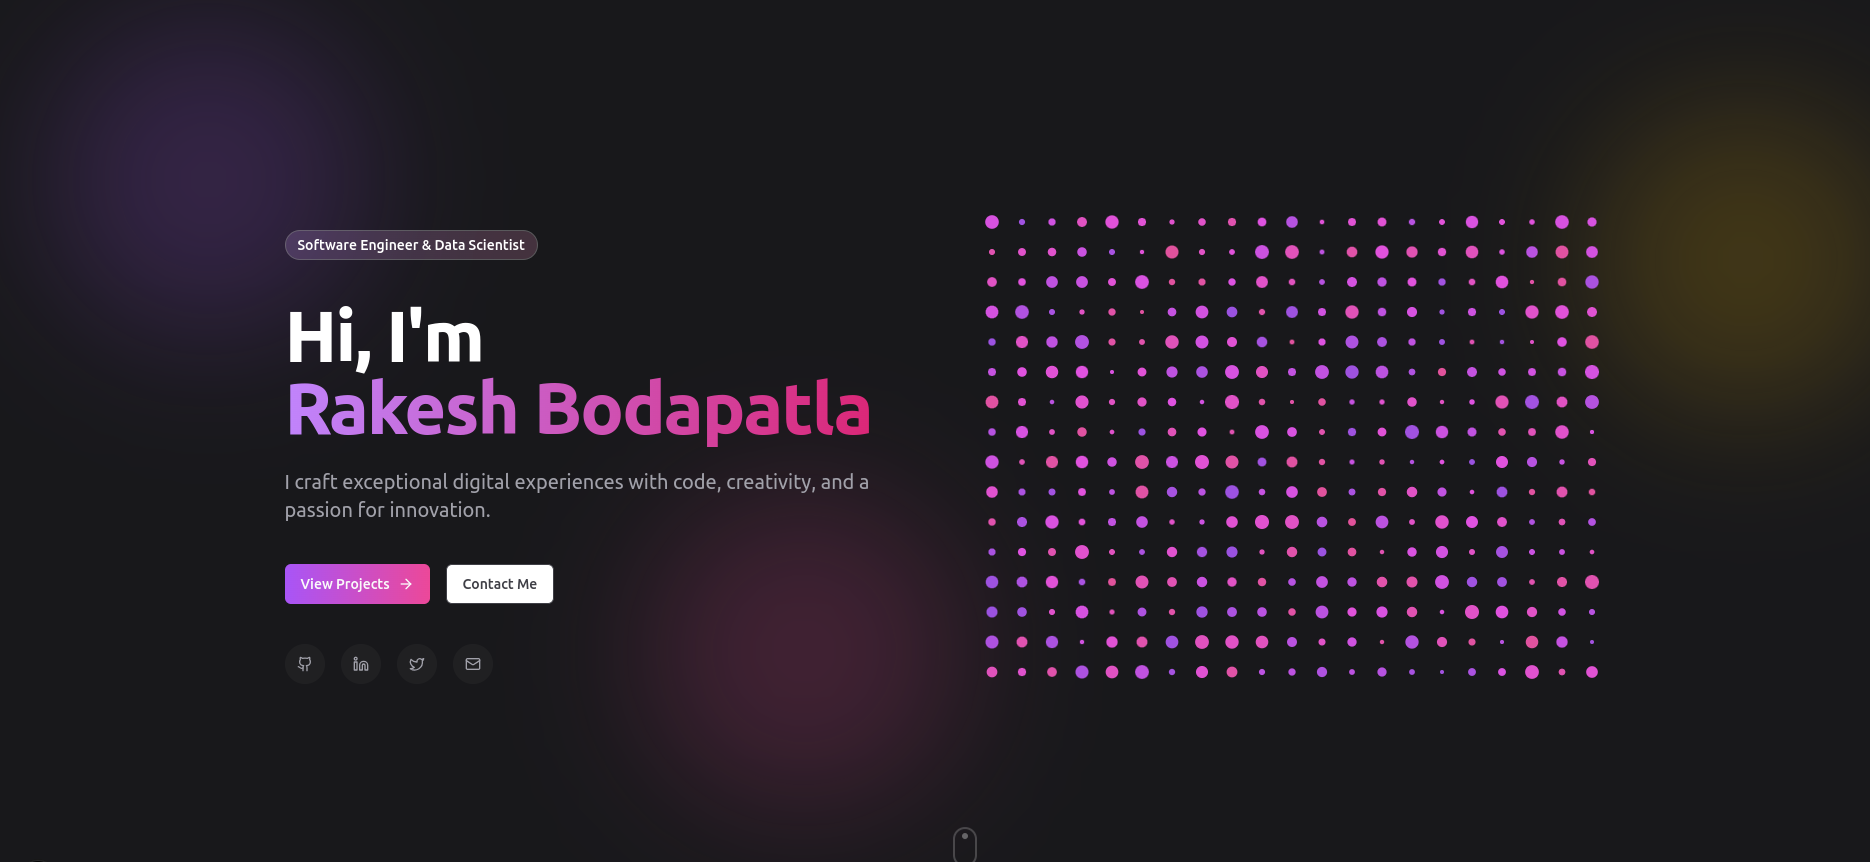 Software Engineer & Data Scientist
Hi, I'm
Rakesh Bodapatla
I craft exceptional digital experiences with code, creativity, and a
passion for innovation.
View Projects
Contact Me